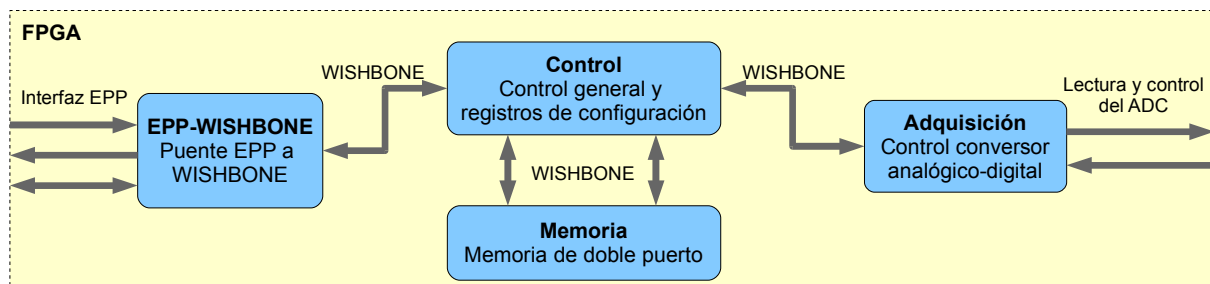 FPGA
Interfaz EPP
EPP-WISHBONE
Puente EPP a
WISHBONE
WISHBONE
Control
Control general y
registros de configuración
WISHBONE
Memoria
Memoria de doble puerto
WISHBONE
Adquisición
Control conversor
analógico-digital
Lectura y control
del ADC